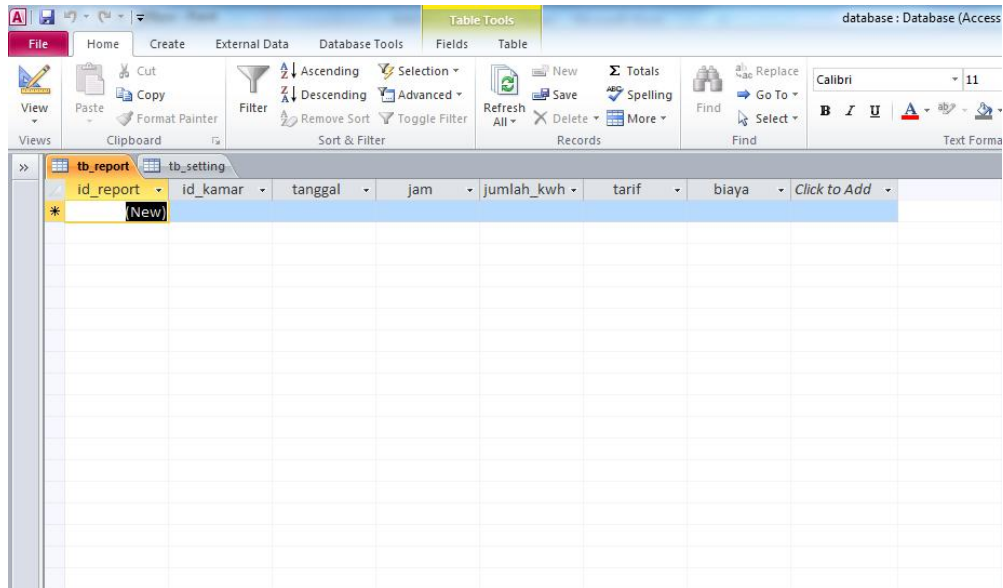 Table Tools
database : Database (Access
File Home Create External Data Database Tools Fields Table
View
Views
Paste
Cut
Copy
Format Painter
Clipboard
Filter
Ascending
Descending
Remove Sort
Selection
Advanced
Toggle Filter
Sort & Filter
Refresh
All
New
Save
Delete
Totals
Spelling
More
Records
Find
Replace
Go To
Select
Find
Calibri 11
B I U A
Text Forma
tb_report tb_setting
id_report id_kamar tanggal jam jumlah_kwh tarif biaya Click to Add
(New)